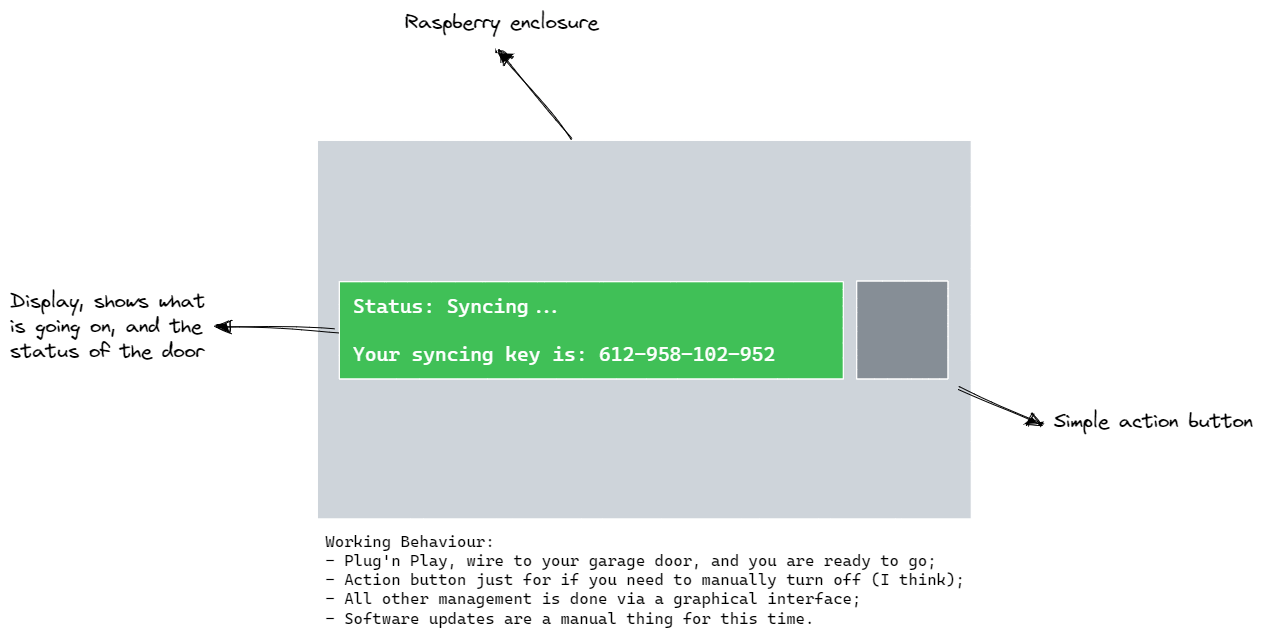 Raspberry enclosure
Display, shows what
is going on, and the
status of the door
Status: Syncing...
Your syncing key is: 612-958-102-952
Simple action button
Working Behaviour:
- Plug'n Play, wire to your garage door, and you are ready to go;
- Action button just for if you need to manually turn off (I think);
- All other management is done via a graphical interface;
- Software updates are a manual thing for this time.